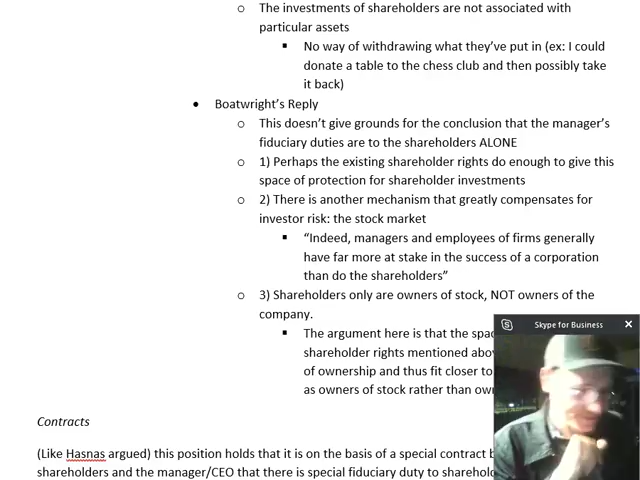 o The investments of shareholders are not associated with
particular assets
▪ No way of withdrawing what they've put in (ex: I could
donate a table to the chess club and then possibly take
it back)
• Boatwright's Reply
o This doesn't give grounds for the conclusion that the manager's
fiduciary duties are to the shareholders ALONE
o 1) Perhaps the existing shareholder rights do enough to give this
space of protection for shareholder investments
o 2) There is another mechanism that greatly compensates for
investor risk: the stock market
▪ “Indeed, managers and employees of firms generally
have far more at stake in the success of a corporation
than do the shareholders”
o 3) Shareholders only are owners of stock, NOT owners of the
company.
▪ The argument here is that the
shareholder rights mentioned
of ownership and thus fit closer to
as owners of stock rather than
Skype for Business
Contracts
(Like Hasnas argued) this position holds that it is on the basis of a special contract
shareholders and the manager/CEO that there is special fiduciary duty to